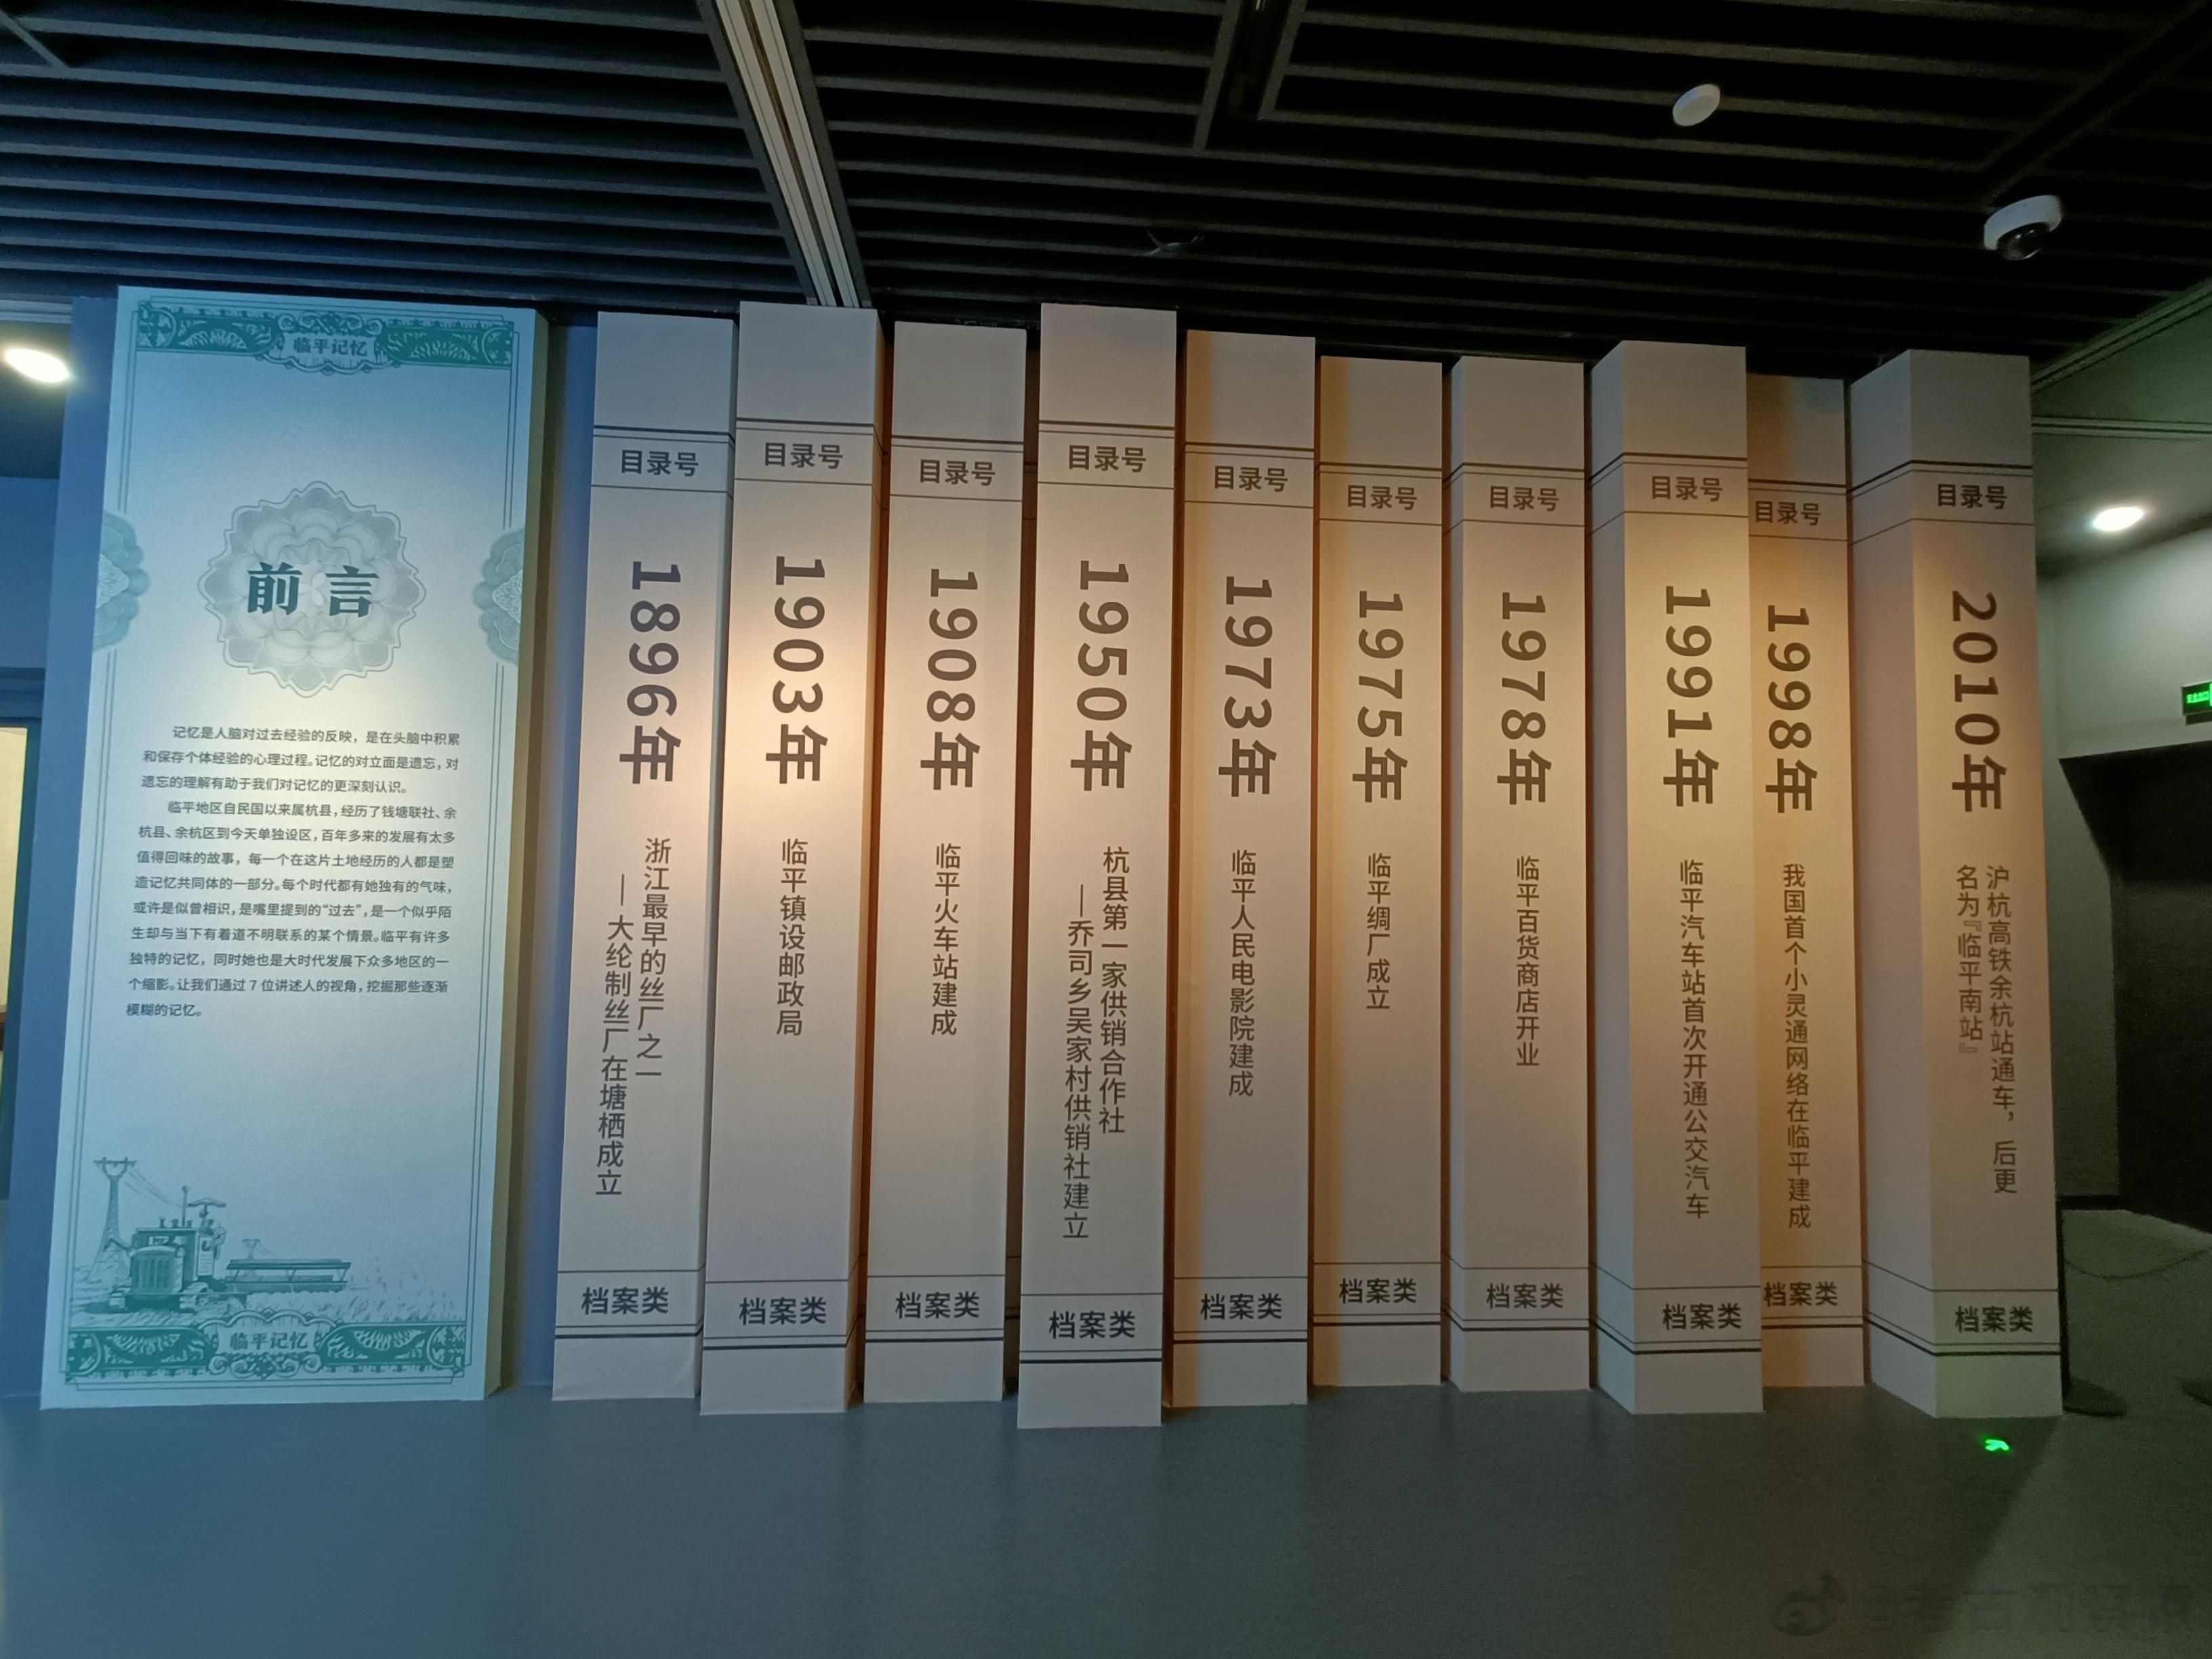 临平记忆
前言
记忆是人脑对过去经验的反映，是在头脑中积累
和保存个体经验的心理过程。记忆的对立面是遗忘，对
遗忘的理解有助于我们对记忆的更深刻认识。
临平地区自民国以来属杭县，经历了钱塘联社、余
杭县、余杭区到今天单独设区，百年多来的发展有太多
值得回味的故事，每一个在这片土地经历的人都是塑
造记忆共同体的一部分。每个时代都有她独有的气味，
或许是似曾相识，是嘴里提到的“过去”，是一个似乎陌
生却与当下有着道不明联系的某个情景。临平有许多
独特的记忆，同时她也是大时代发展下众多地区的一
个缩影。让我们通过 7 位讲述人的视角，挖掘那些逐渐
模糊的记忆。
临平记忆
目录号
1896年
浙江最早的丝厂之一
—大纶制丝厂在塘栖成立
档案类
目录号
1903年
临平镇设邮政局
档案类
目录号
1908年
临平火车站建成
档案类
目录号
1950年
杭县第一家供销合作社
—乔司乡吴家村供销社建立
档案类
目录号
1973年
临平人民电影院建成
档案类
目录号
1975年
临平绸厂成立
档案类
目录号
1978年
临平百货商店开业
档案类
目录号
1991年
临平汽车站首次开通公交汽车
档案类
目录号
1998年
我国首个小灵通网络在临平建成
档案类
目录号
2010年
沪杭高铁余杭站通车，后更
名为『临平南站』
档案类